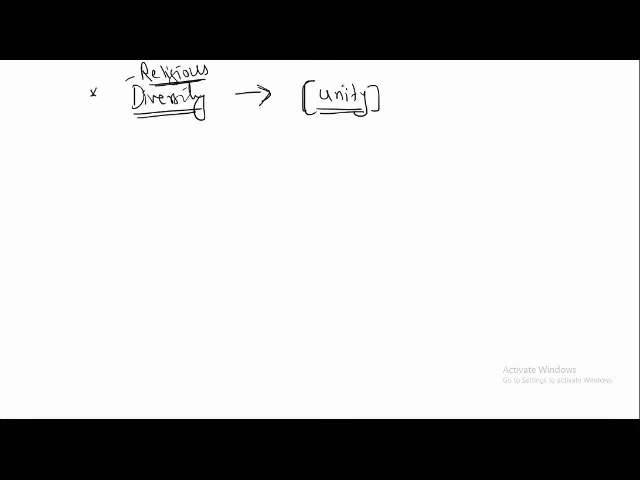 - Religious
* Diversity → [unity]
Activate Windows
Go to Settings to activate Windows.